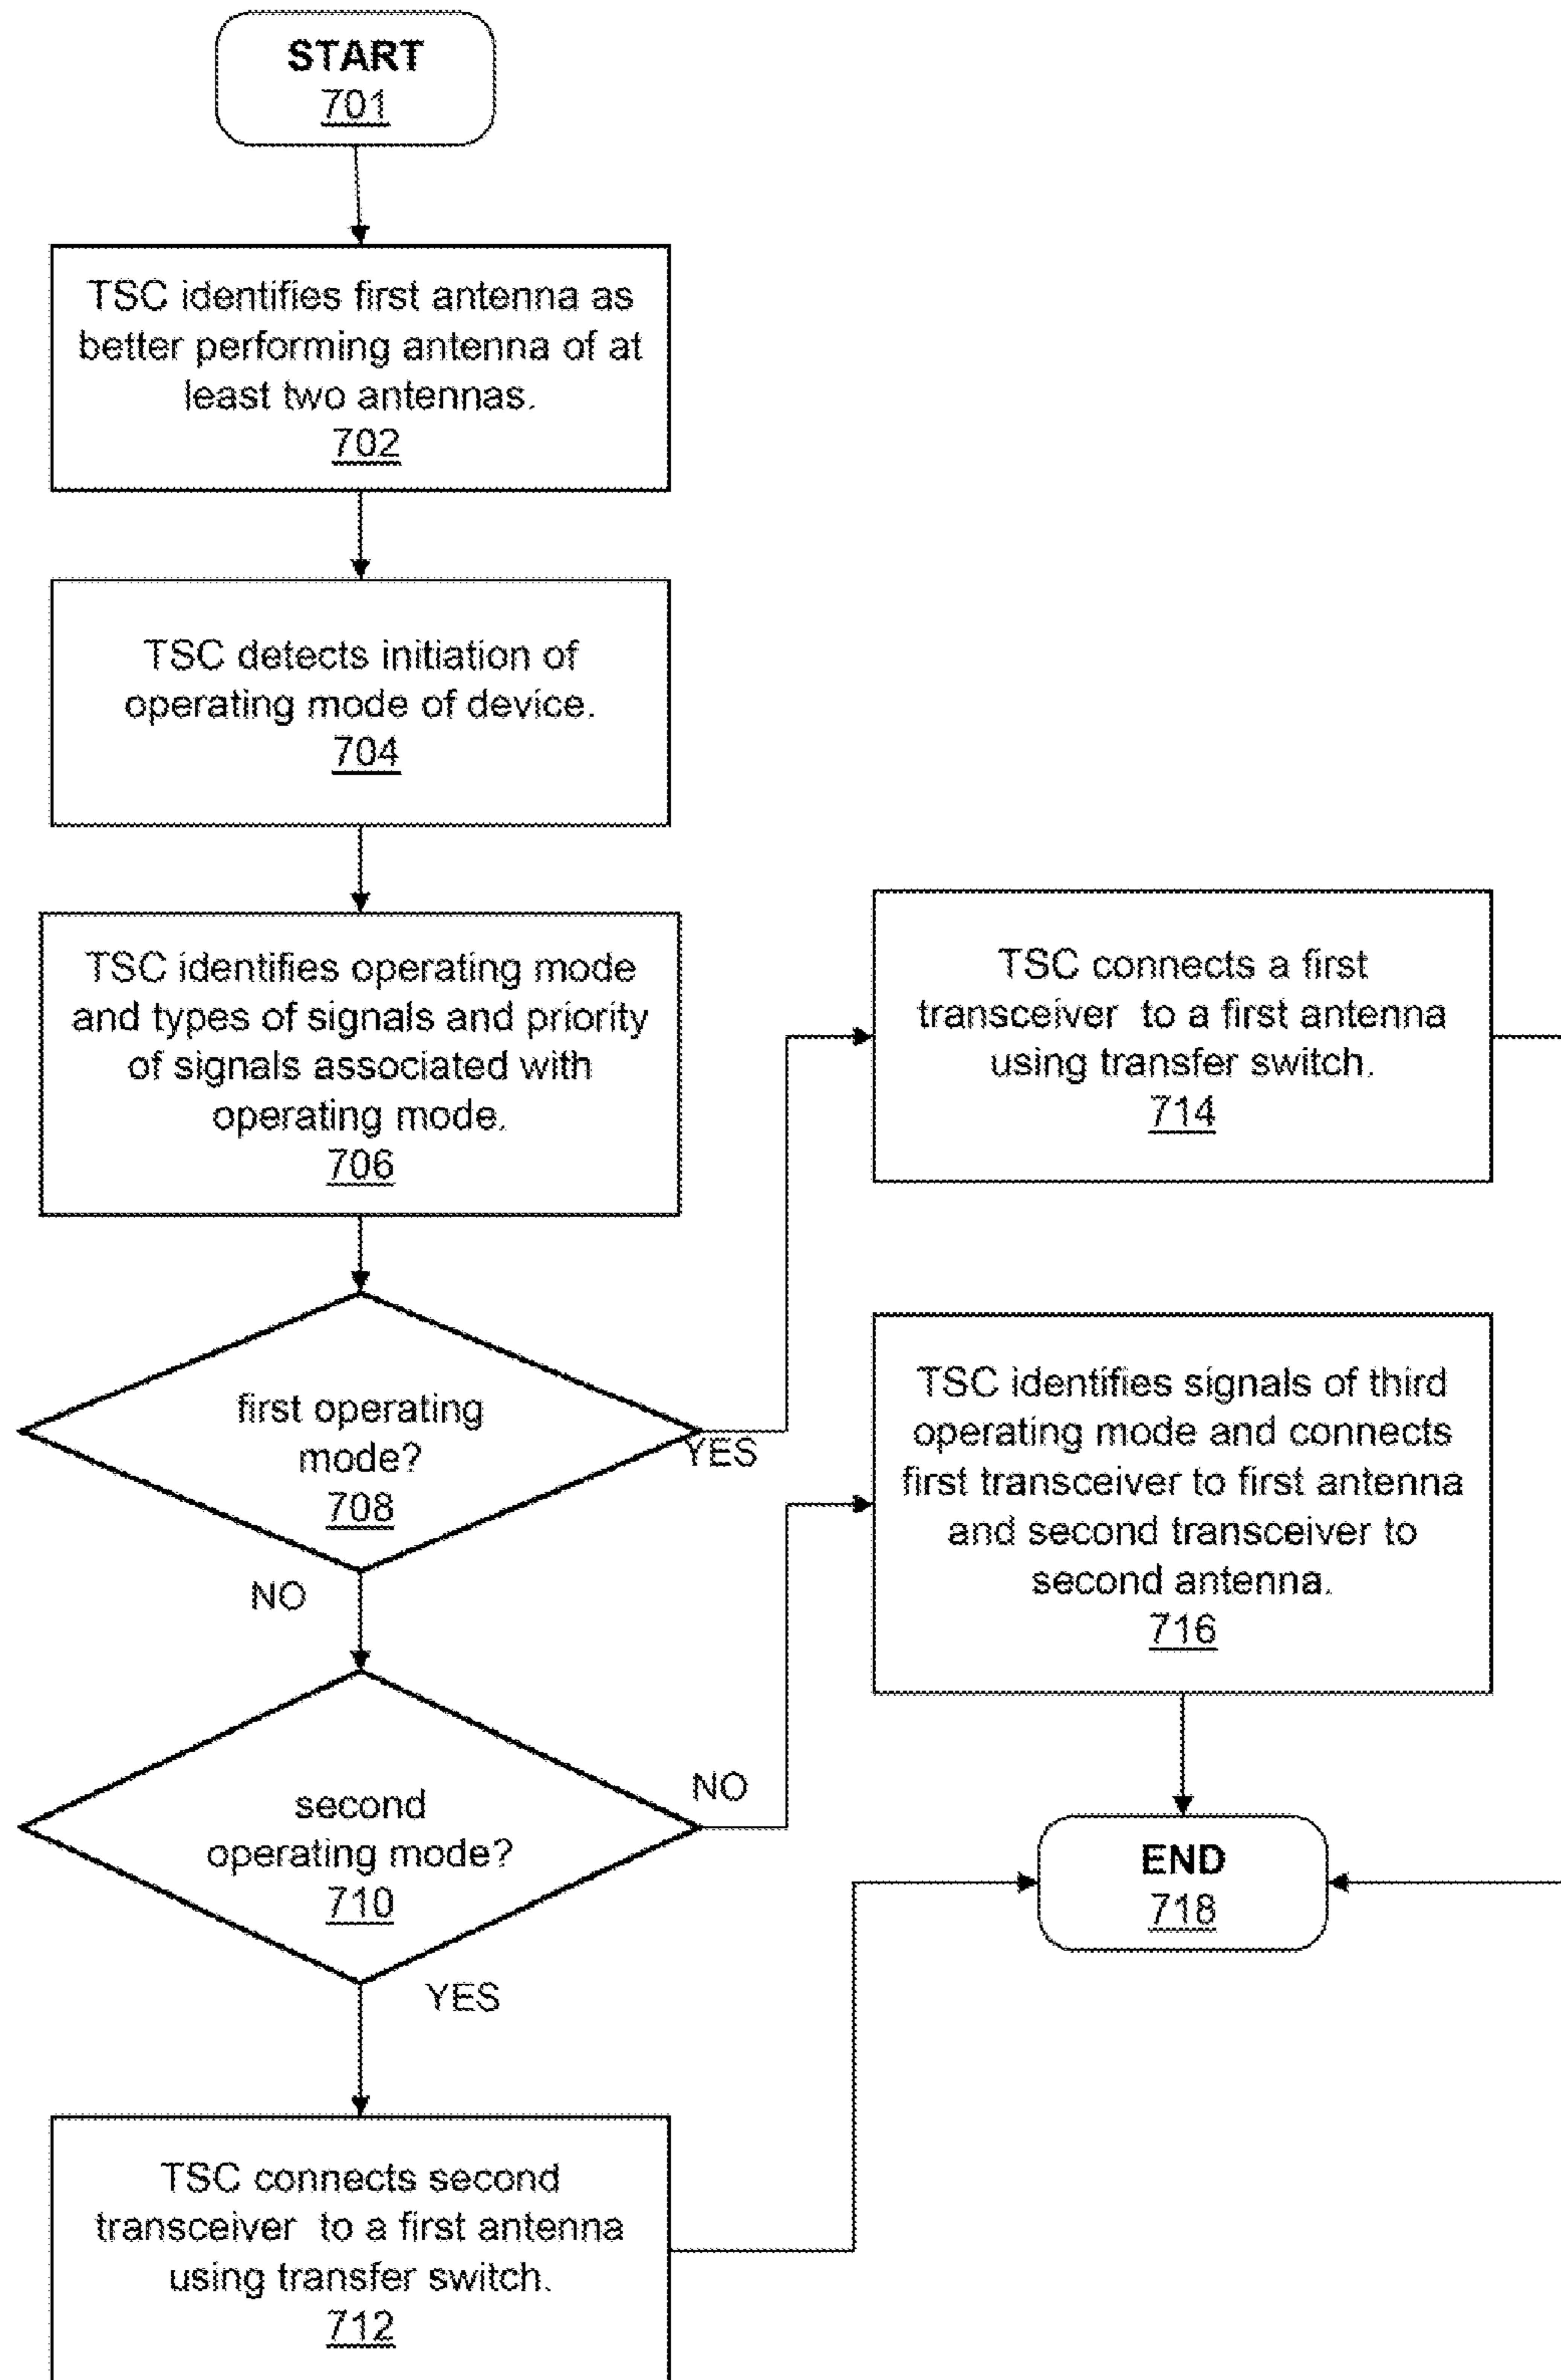 START
701
TSC identifies first antenna as
better performing antenna of at
least two antennas.
702
TSC detects initiation of
operating mode of device.
704
TSC identifies operating mode
and types of signals and priority
of signals associated with
operating mode.
706
first operating
mode?
708
YES
NO
second
operating mode?
710
NO
YES
TSC connects second
transceiver to a first antenna
using transfer switch.
712
TSC connects a first
transceiver to a first antenna
using transfer switch.
714
TSC identifies signals of third
operating mode and connects
first transceiver to first antenna
and second transceiver to
second antenna.
716
END
718